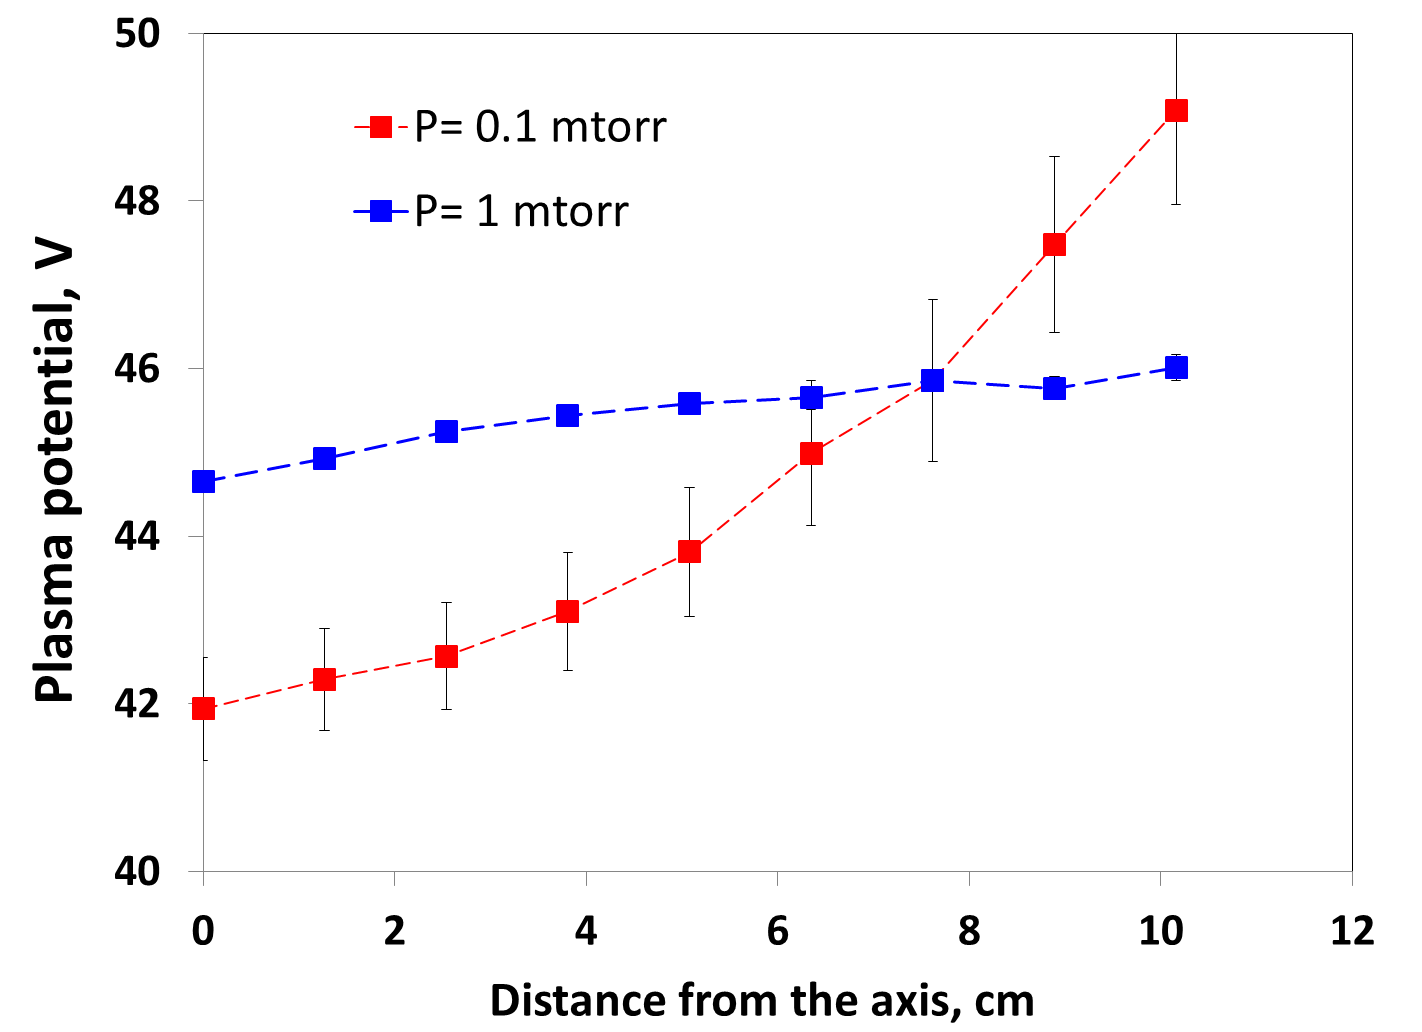 50
48
46
44
42
40
Plasma potential, V
P= 0.1 mtorr
P= 1 mtorr
0 2 4 6 8 10 12
Distance from the axis, cm